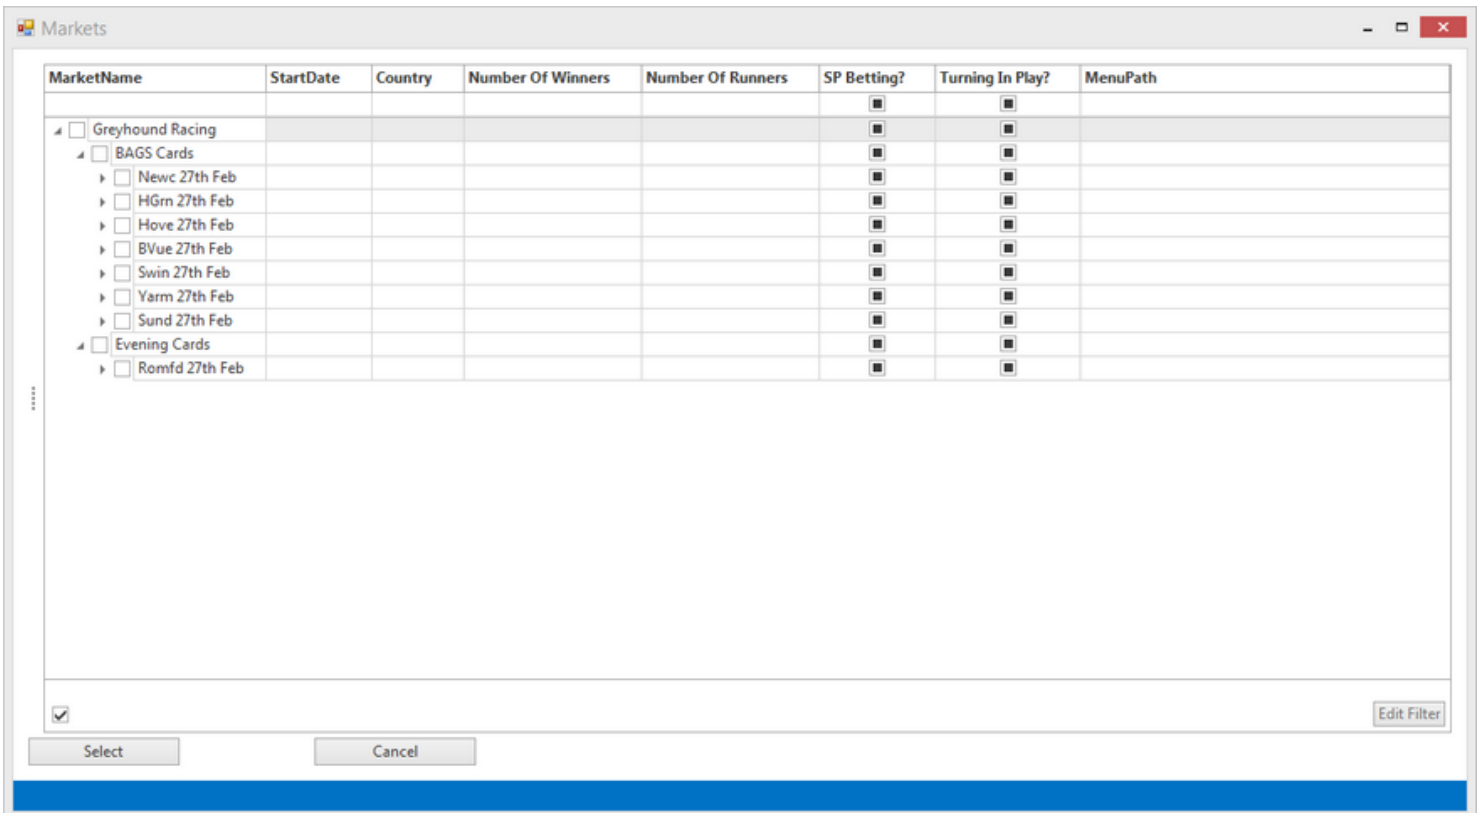 Markets
MarketName StartDate Country Number Of Winners Number Of Runners SP Betting? Turning In Play? MenuPath
Greyhound Racing
BAGS Cards
Newc 27th Feb
HGrn 27th Feb
Hove 27th Feb
BVue 27th Feb
Swin 27th Feb
Yarm 27th Feb
Sund 27th Feb
Evening Cards
Romfd 27th Feb
Edit Filter
Select Cancel